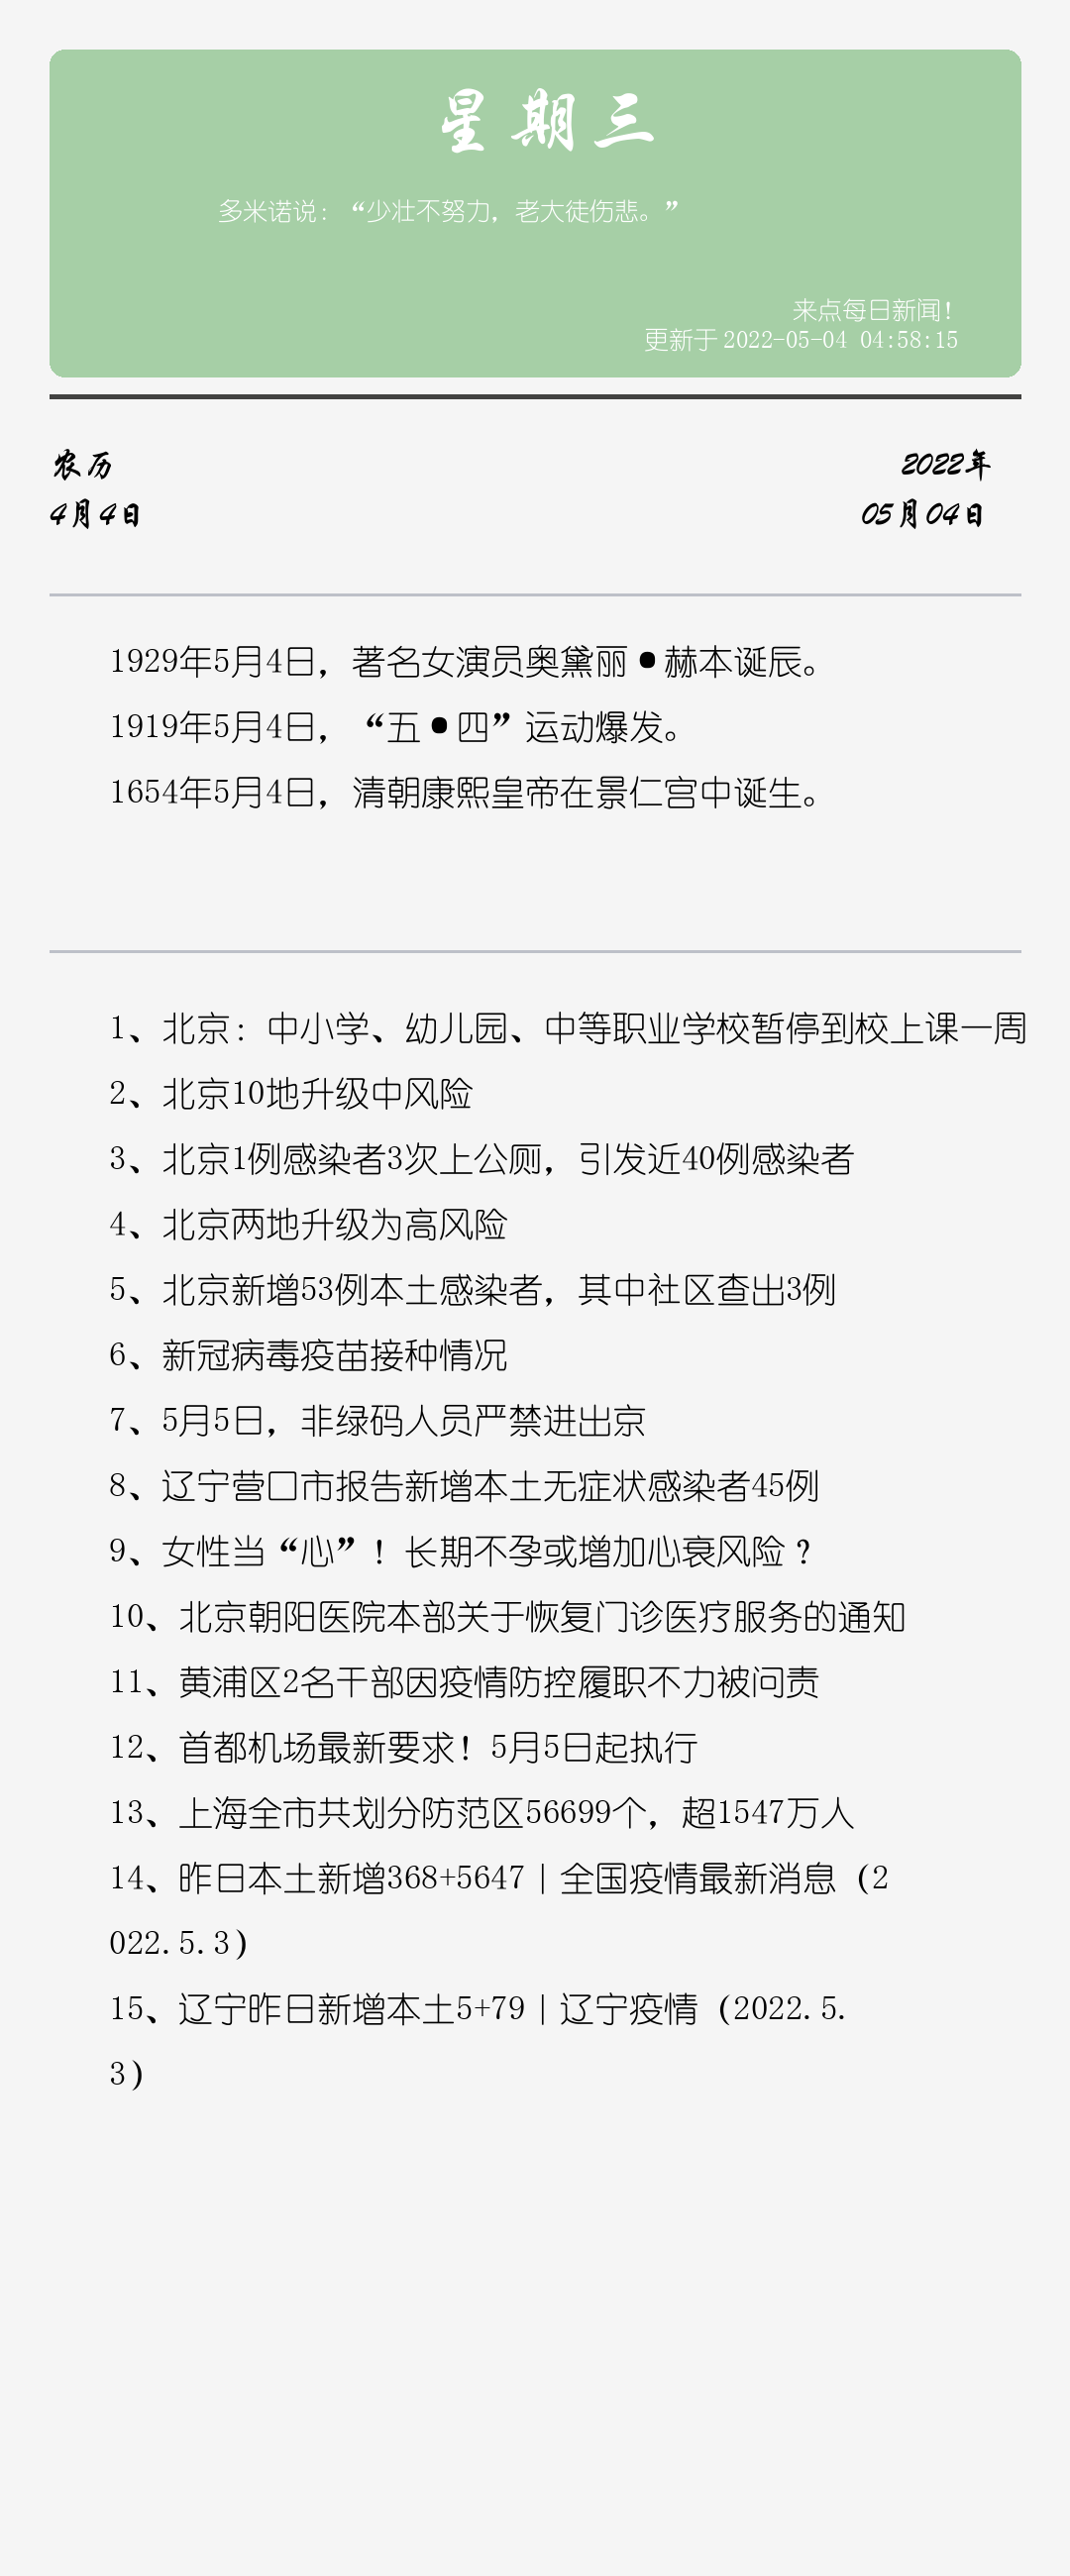 星期三
多米诺说：“少壮不努力，老大徒伤悲。”
来点每日新闻！
更新于 2022-05-04 04:58:15
农历
2022年
4月4日
05月04日
1929年5月4日，著名女演员奥黛丽•赫本诞辰。
1919年5月4日，“五•四”运动爆发。
1654年5月4日，清朝康熙皇帝在景仁宫中诞生。
1、北京：中小学、幼儿园、中等职业学校暂停到校上课一周
2、北京10地升级中风险
3、北京1例感染者3次上公厕，引发近40例感染者
4、北京两地升级为高风险
5、北京新增53例本土感染者，其中社区查出3例
6、新冠病毒疫苗接种情况
7、5月5日，非绿码人员严禁进出京
8、辽宁营口市报告新增本土无症状感染者45例
9、女性当“心”！长期不孕或增加心衰风险？
10、北京朝阳医院本部关于恢复门诊医疗服务的通知
11、黄浦区2名干部因疫情防控履职不力被问责
12、首都机场最新要求！5月5日起执行
13、上海全市共划分防范区56699个，超1547万人
14、昨日本土新增368+5647｜全国疫情最新消息（2
022.5.3）
15、辽宁昨日新增本土5+79｜辽宁疫情（2022.5.
3）